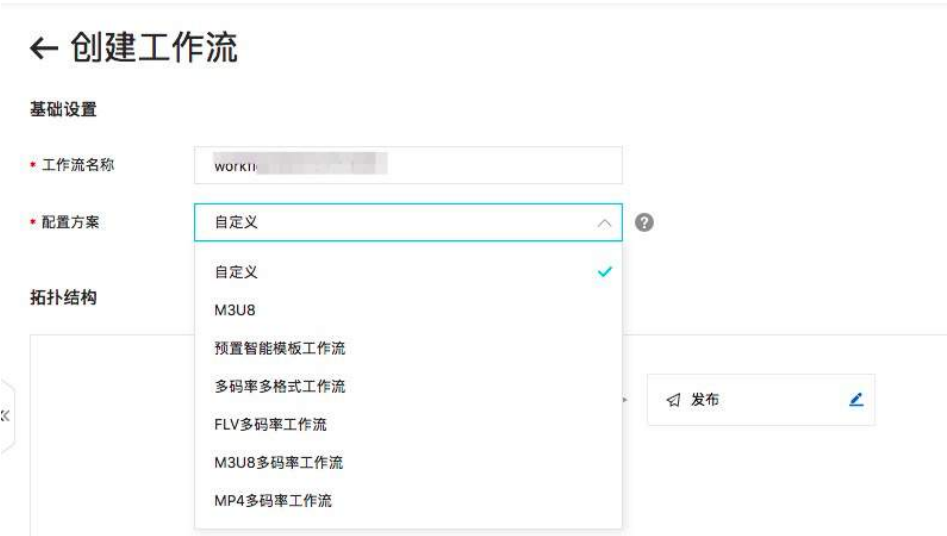 创建工作流
基础设置
* 工作流名称
* 配置方案 自定义 ?
自定义
M3U8
拓扑结构
预置智能模板工作流
多码率多格式工作流
发布
FLV多码率工作流
M3U8多码率工作流
MP4多码率工作流